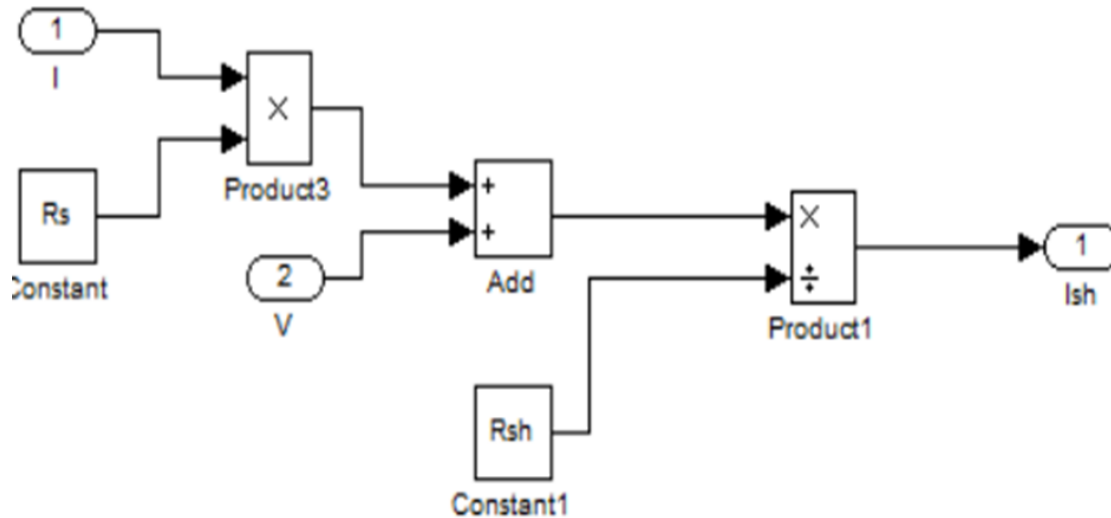 1
I
×
Product3
Rs
Constant
2
V
+
+
Add
×
÷
Product1
1
Ish
Rsh
Constant1